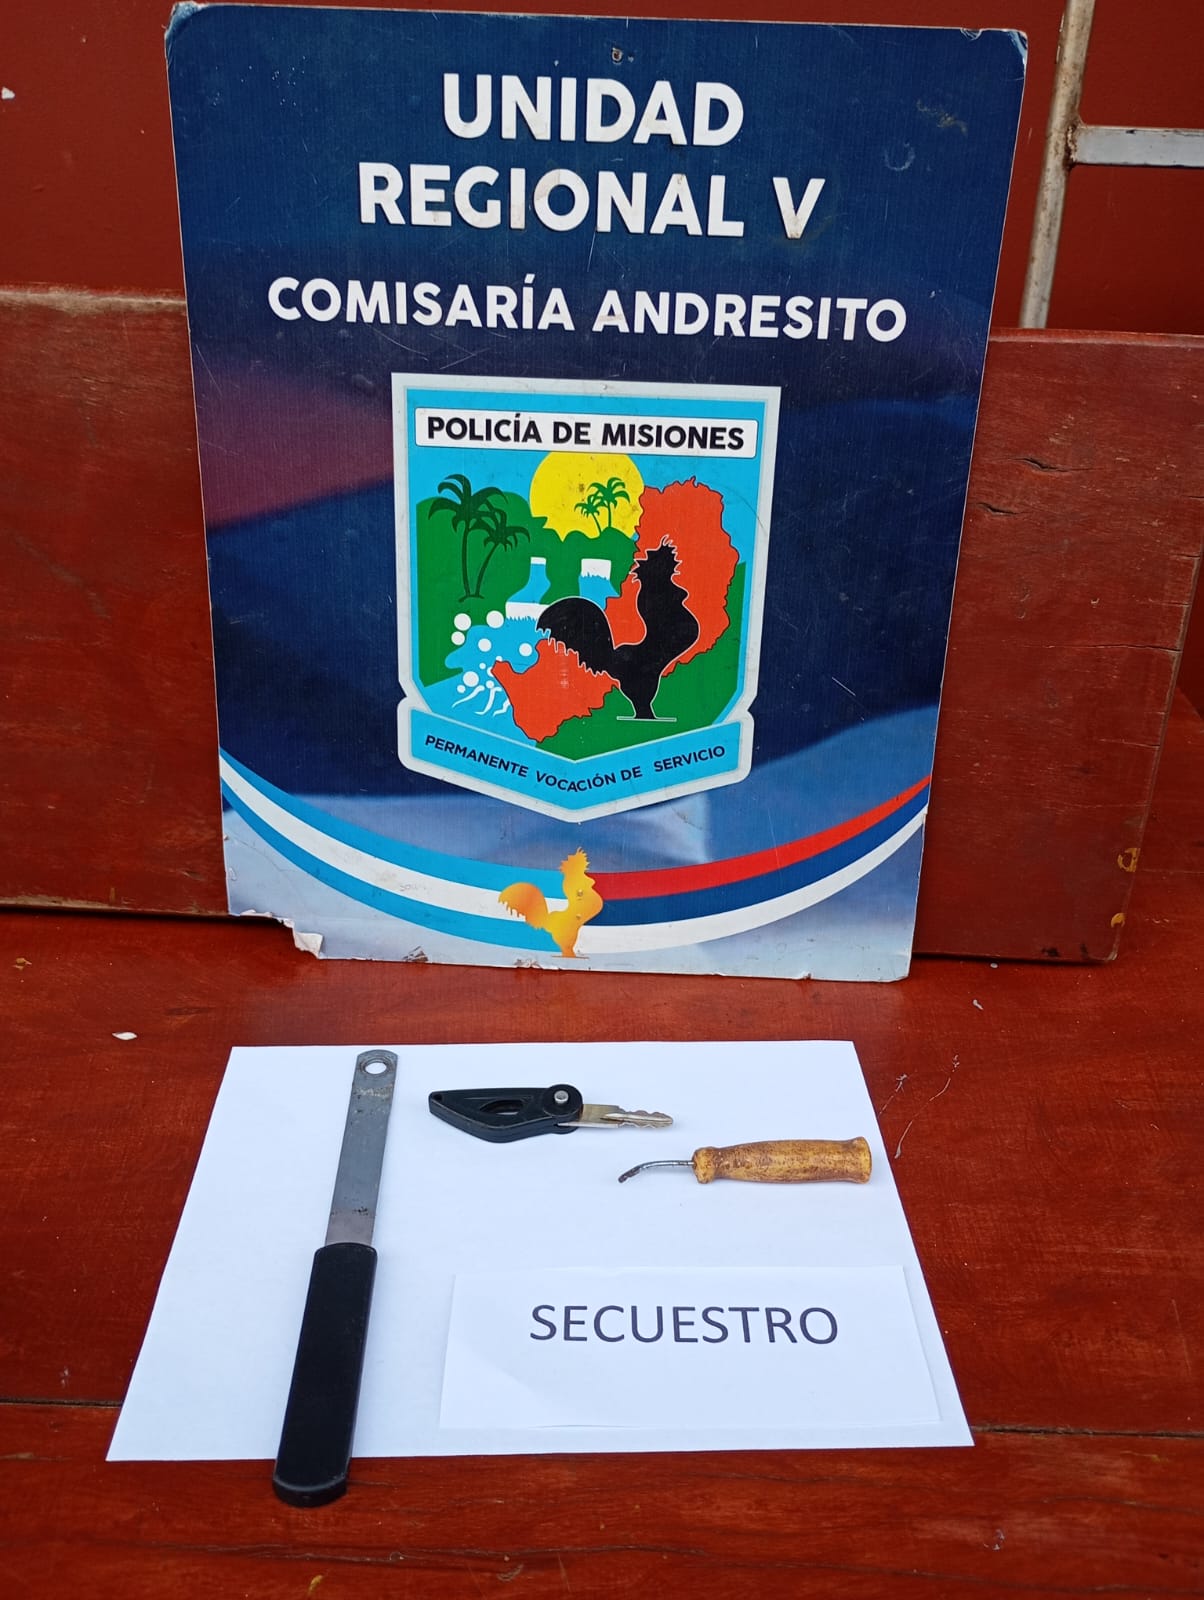 UNIDAD
REGIONAL V
COMISARÍA ANDRESITO
POLICÍA DE MISIONES
PERMANENTE VOCACIÓN DE SERVICIO
SECUESTRO